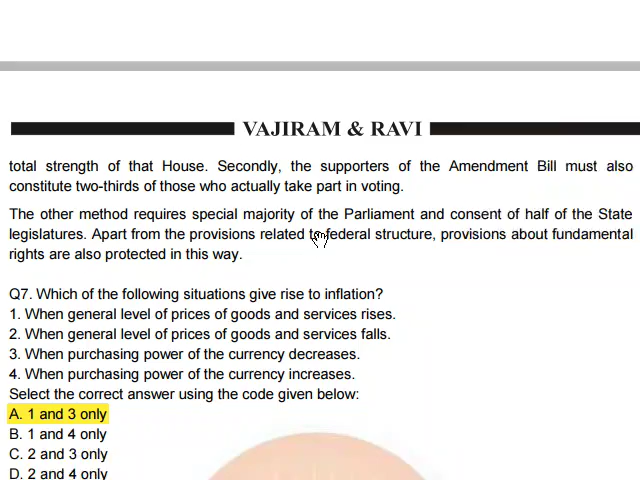 VAJIRAM & RAVI
total strength of that House. Secondly, the supporters of the Amendment Bill must also
constitute two-thirds of those who actually take part in voting.
The other method requires special majority of the Parliament and consent of half of the State
legislatures. Apart from the provisions related to federal structure, provisions about fundamental
rights are also protected in this way.
Q7. Which of the following situations give rise to inflation?
1. When general level of prices of goods and services rises.
2. When general level of prices of goods and services falls.
3. When purchasing power of the currency decreases.
4. When purchasing power of the currency increases.
Select the correct answer using the code given below:
A. 1 and 3 only
B. 1 and 4 only
C. 2 and 3 only
D. 2 and 4 only